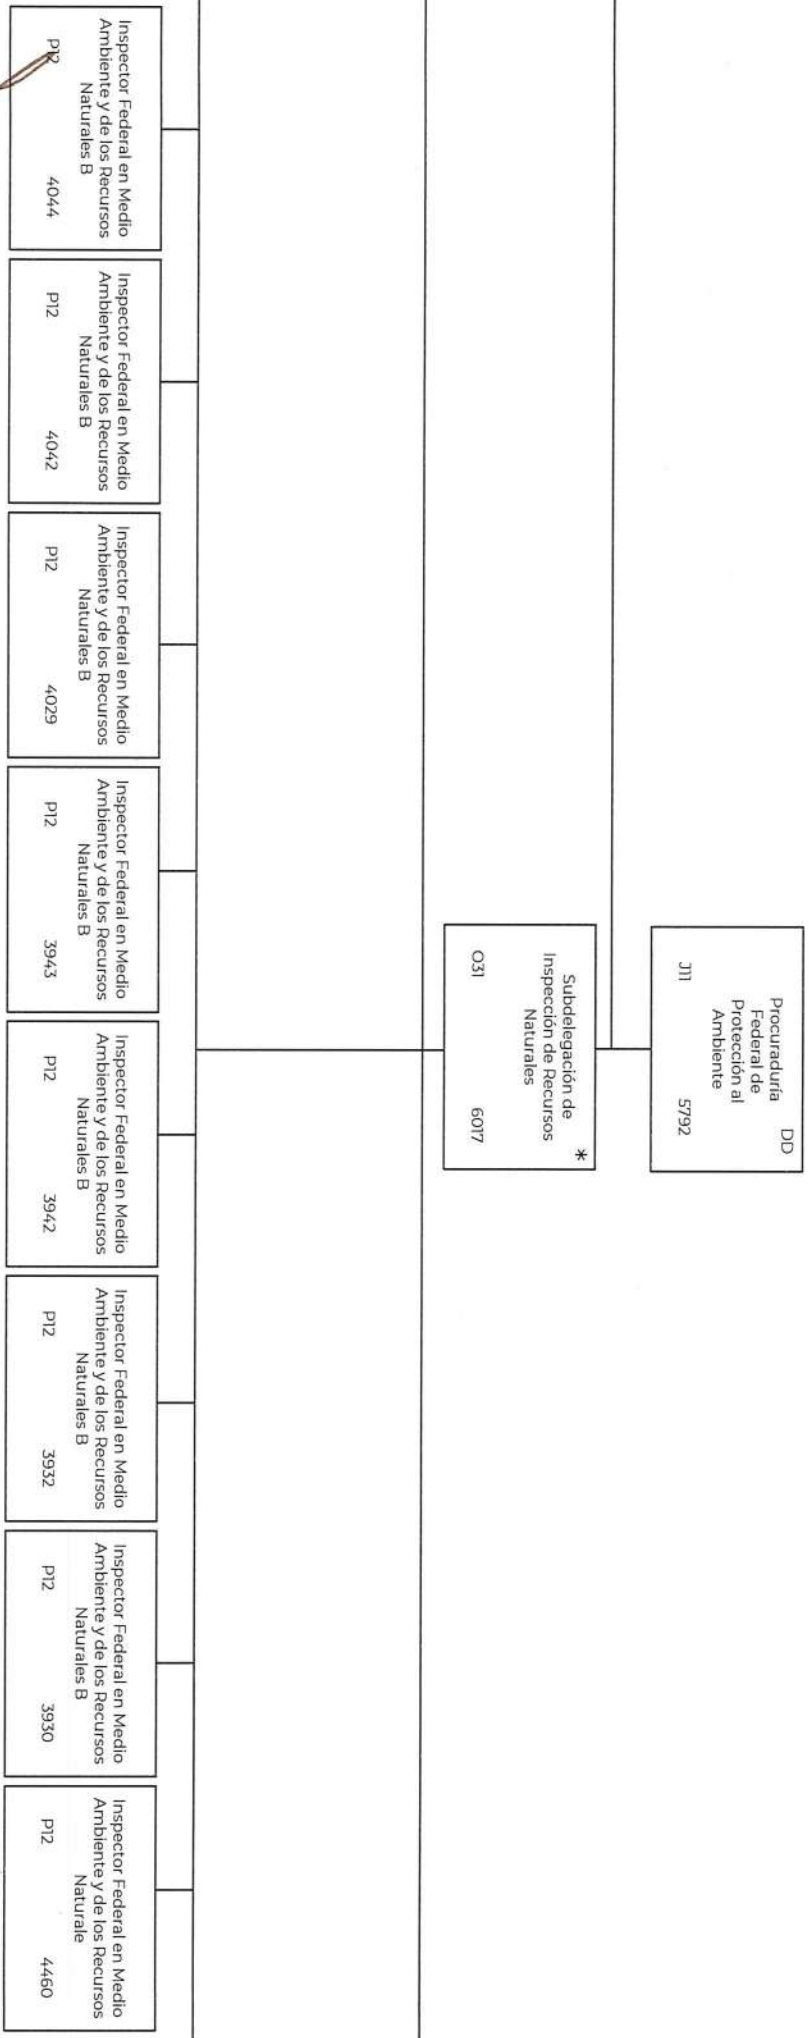 DD
Procuraduría
Federal de
Protección al
Ambiente
J11 5792
*
Subdelegación de
Inspección de Recursos
Naturales
O31 6017
Inspector Federal en Medio
Ambiente y de los Recursos
Naturales B
P12 4044
Inspector Federal en Medio
Ambiente y de los Recursos
Naturales B
P12 4042
Inspector Federal en Medio
Ambiente y de los Recursos
Naturales B
P12 4029
Inspector Federal en Medio
Ambiente y de los Recursos
Naturales B
P12 3943
Inspector Federal en Medio
Ambiente y de los Recursos
Naturales B
P12 3942
Inspector Federal en Medio
Ambiente y de los Recursos
Naturales B
P12 3932
Inspector Federal en Medio
Ambiente y de los Recursos
Naturales B
P12 3930
Inspector Federal en Medio
Ambiente y de los Recursos
Naturale
P12 4460